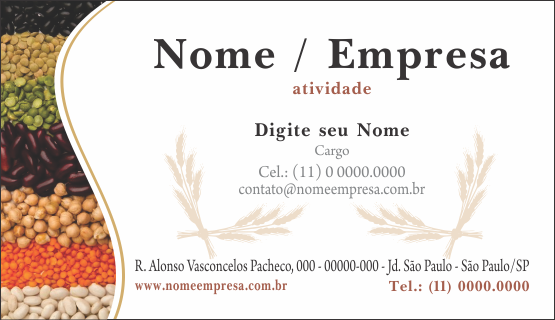 Nome / Empresa
atividade
Digite seu Nome
Cargo
Cel.: (11) 0 0000.0000
contato@nomeempresa.com.br
R. Alonso Vasconcelos Pacheco, 000 - 00000-000 - Jd. São Paulo - São Paulo/SP
www.nomeempresa.com.br Tel.: (11) 0000.0000